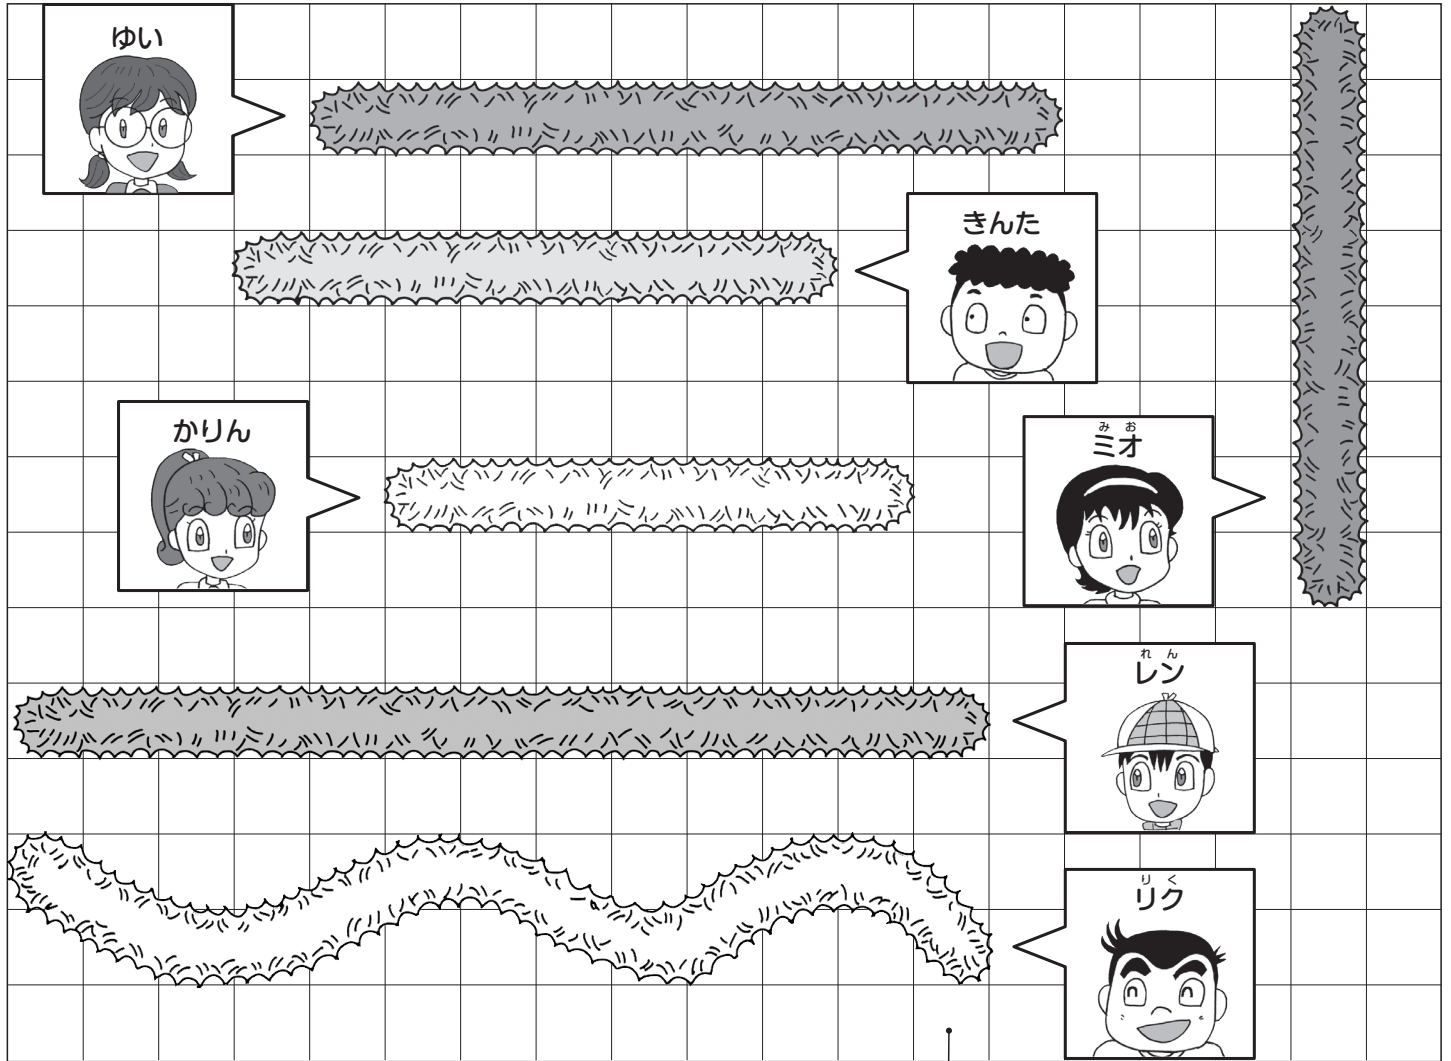 ゆい
きんた
かりん
みお
ミオ
れん
レン
りく
リク